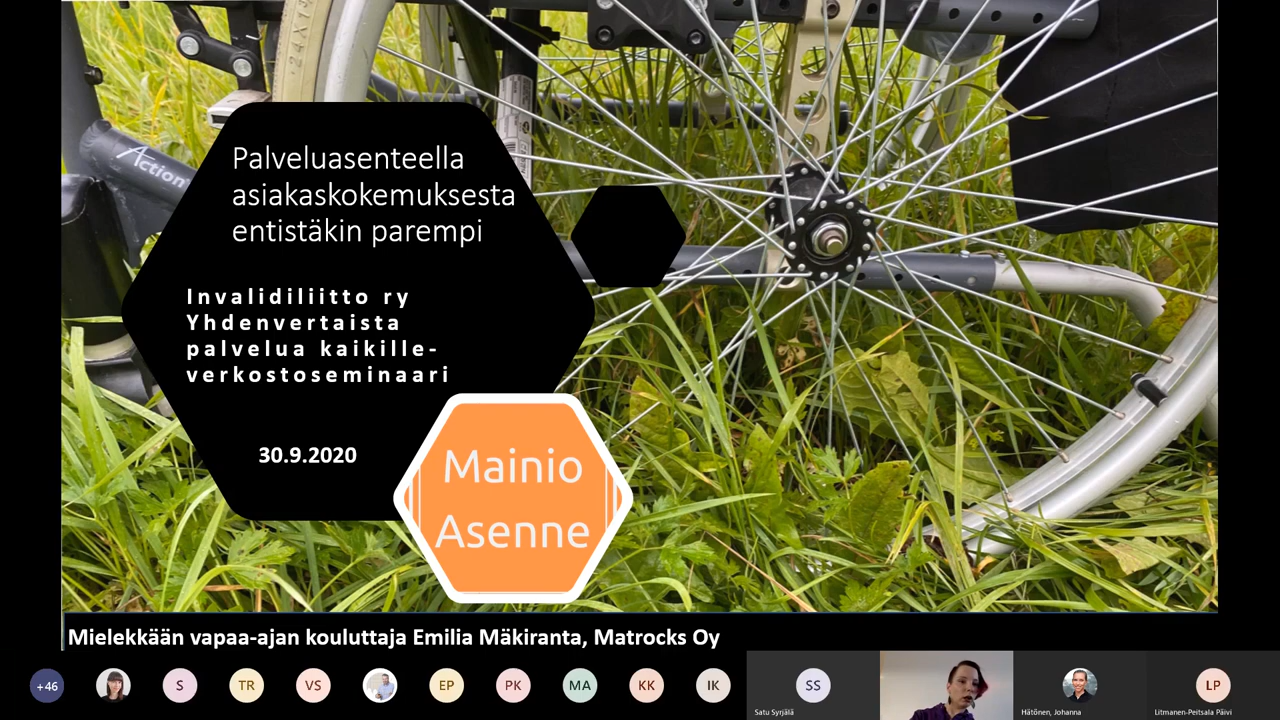 24X1
Action
Palveluasenteella
asiakaskokemuksesta
entistäkin parempi
Invalidiliitto ry
Yhdenvertaista
palvelua kaikille-
verkostoseminaari
30.9.2020
Mainio
Asenne
Mielekkään vapaa-ajan kouluttaja Emilia Mäkiranta, Matrocks Oy
+46
S
TR
VS
EP
PK
MA
KK
IK
SS
LP
Satu Syrjälä
Hätönen, Johanna
Litmanen-Peitsala Päivi